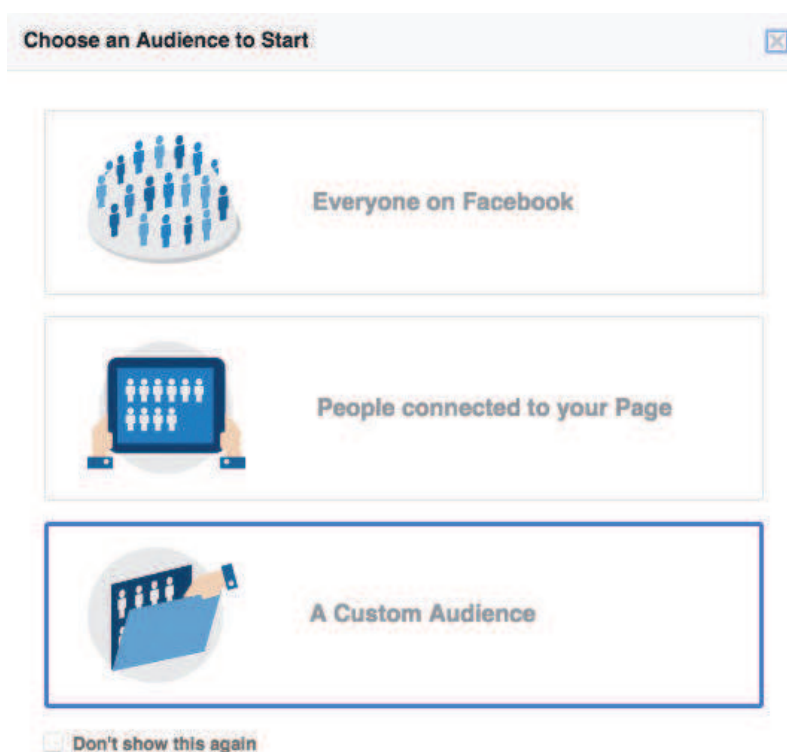 Choose an Audience to Start
Everyone on Facebook
People connected to your Page
A Custom Audience
Don't show this again